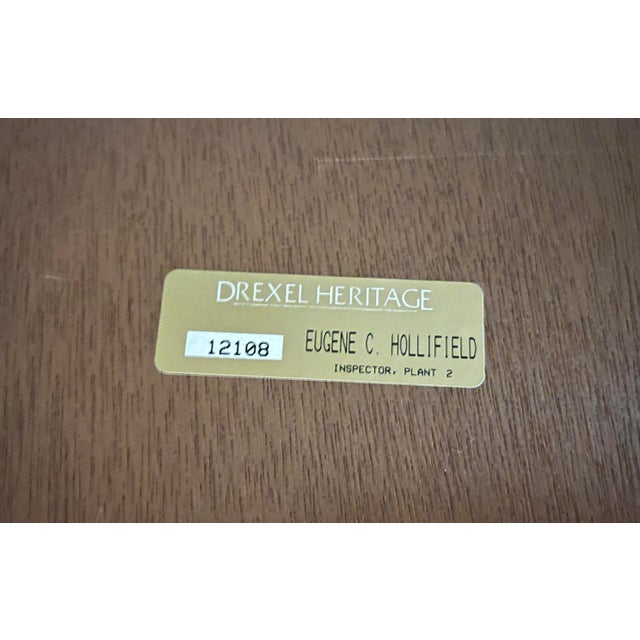 DREXEL HERITAGE
12108 EUGENE C. HOLLIFIELD
INSPECTOR, PLANT 2